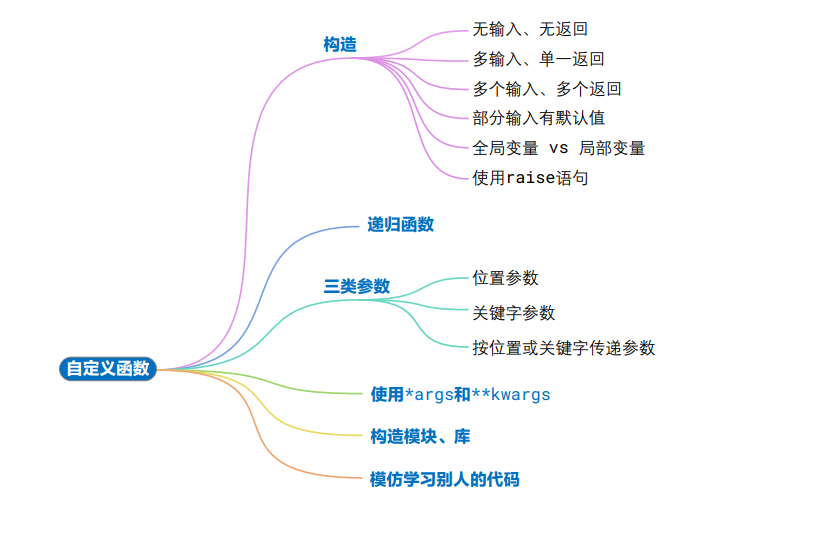 构造
无输入、无返回
多输入、单一返回
多个输入、多个返回
部分输入有默认值
全局变量 vs 局部变量
使用raise语句
递归函数
三类参数
位置参数
关键字参数
按位置或关键字传递参数
自定义函数
使用*args和**kwargs
构造模块、库
模仿学习别人的代码